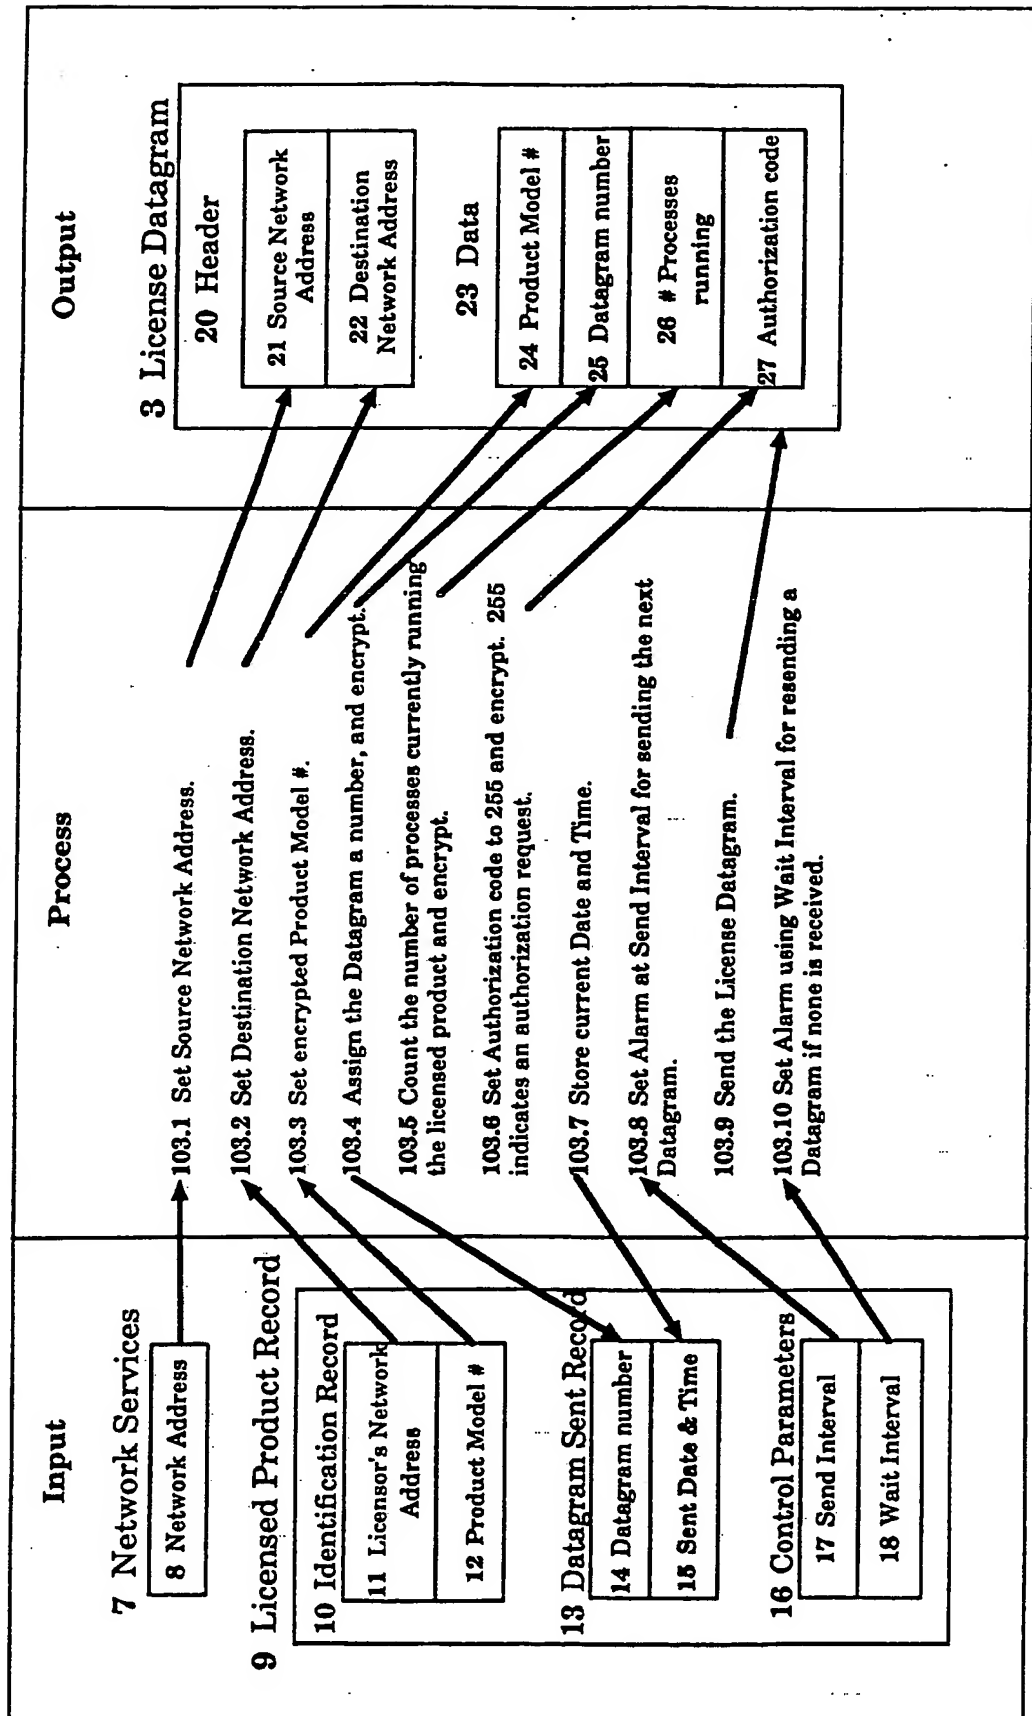 Input
7 Network Services
8 Network Address
9 Licensed Product Record
10 Identification Record
11 Licensor's Network
Address
12 Product Model #
13 Datagram Sent Record
14 Datagram number
15 Sent Date & Time
16 Control Parameters
17 Send Interval
18 Wait Interval
Process
103.1 Set Source Network Address.
103.2 Set Destination Network Address.
103.3 Set encrypted Product Model #.
103.4 Assign the Datagram a number, and encrypt.
103.5 Count the number of processes currently running
the licensed product and encrypt.
103.6 Set Authorization code to 255 and encrypt. 255
indicates an authorization request.
103.7 Store current Date and Time.
103.8 Set Alarm at Send Interval for sending the next
Datagram.
103.9 Send the License Datagram.
103.10 Set Alarm using Wait Interval for resending a
Datagram if none is received.
Output
3 License Datagram
20 Header
21 Source Network
Address
22 Destination
Network Address
23 Data
24 Product Model #
25 Datagram number
26 # Processes
running
27 Authorization code